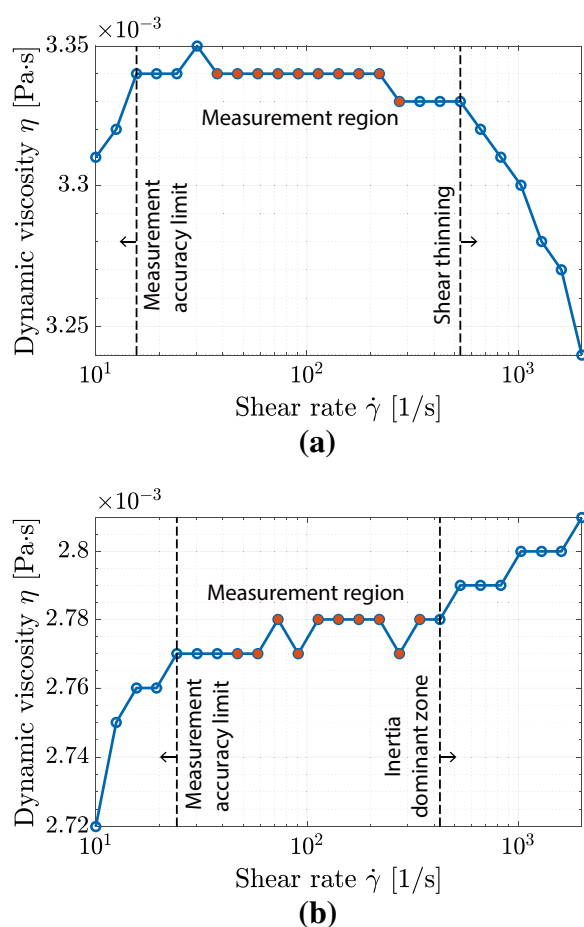 ×10⁻³
3.35
3.3
3.25
Dynamic viscosity η [Pa·s]
Measurement region
Measurement
accuracy limit
Shear thinning
10¹
10²
10³
Shear rate γ̇ [1/s]
(a)
×10⁻³
2.8
2.78
2.76
2.74
2.72
Dynamic viscosity η [Pa·s]
Measurement region
Measurement
accuracy limit
Inertia
dominant zone
10¹
10²
10³
Shear rate γ̇ [1/s]
(b)